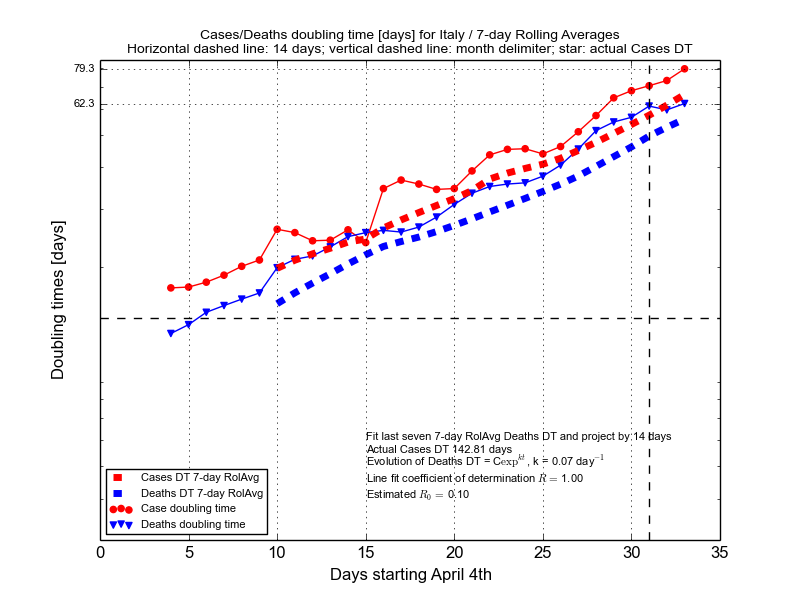 Cases/Deaths doubling time [days] for Italy / 7-day Rolling Averages
Horizontal dashed line: 14 days; vertical dashed line: month delimiter; star: actual Cases DT
79.3
62.3
Doubling times [days]
Fit last seven 7-day RolAvg Deaths DT and project by 14 days
Actual Cases DT 142.81 days
Evolution of Deaths DT = Cexp^{kt}, k = 0.07 day^{-1}
Line fit coefficient of determination R = 1.00
Estimated R_0 = 0.10
Cases DT 7-day RolAvg
Deaths DT 7-day RolAvg
Case doubling time
Deaths doubling time
0 5 10 15 20 25 30 35
Days starting April 4th